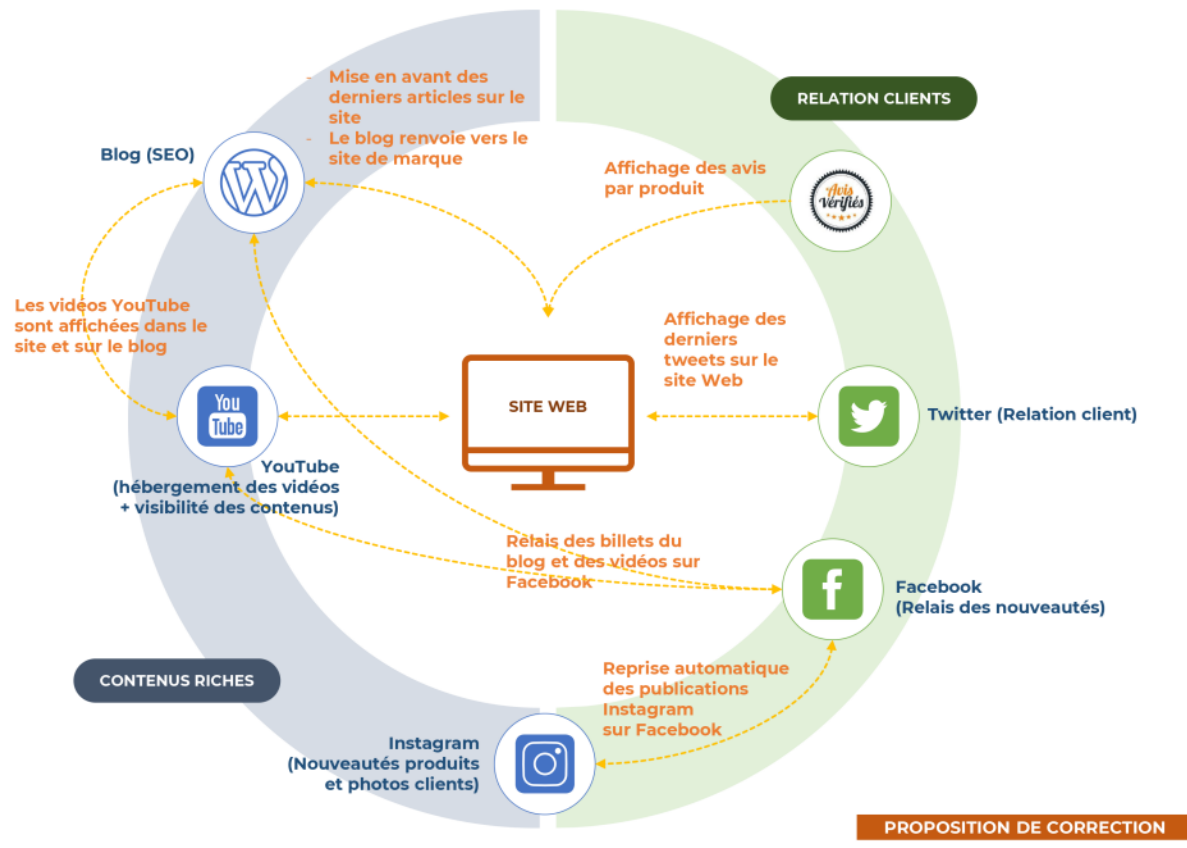 - Mise en avant des
derniers articles sur le
site
- Le blog renvoie vers le
site de marque
RELATION CLIENTS
Blog (SEO)
Affichage des avis
par produit
Avis
Vérifiés
Les vidéos YouTube
sont affichées dans le
site et sur le blog
Affichage des
derniers
tweets sur le
site Web
You
Tube
SITE WEB
Twitter (Relation client)
YouTube
(hébergement des vidéos
+ visibilité des contenus)
Relais des billets du
blog et des vidéos sur
Facebook
Facebook
(Relais des nouveautés)
CONTENUS RICHES
Reprise automatique
des publications
Instagram
sur Facebook
Instagram
(Nouveautés produits
et photos clients)
PROPOSITION DE CORRECTION